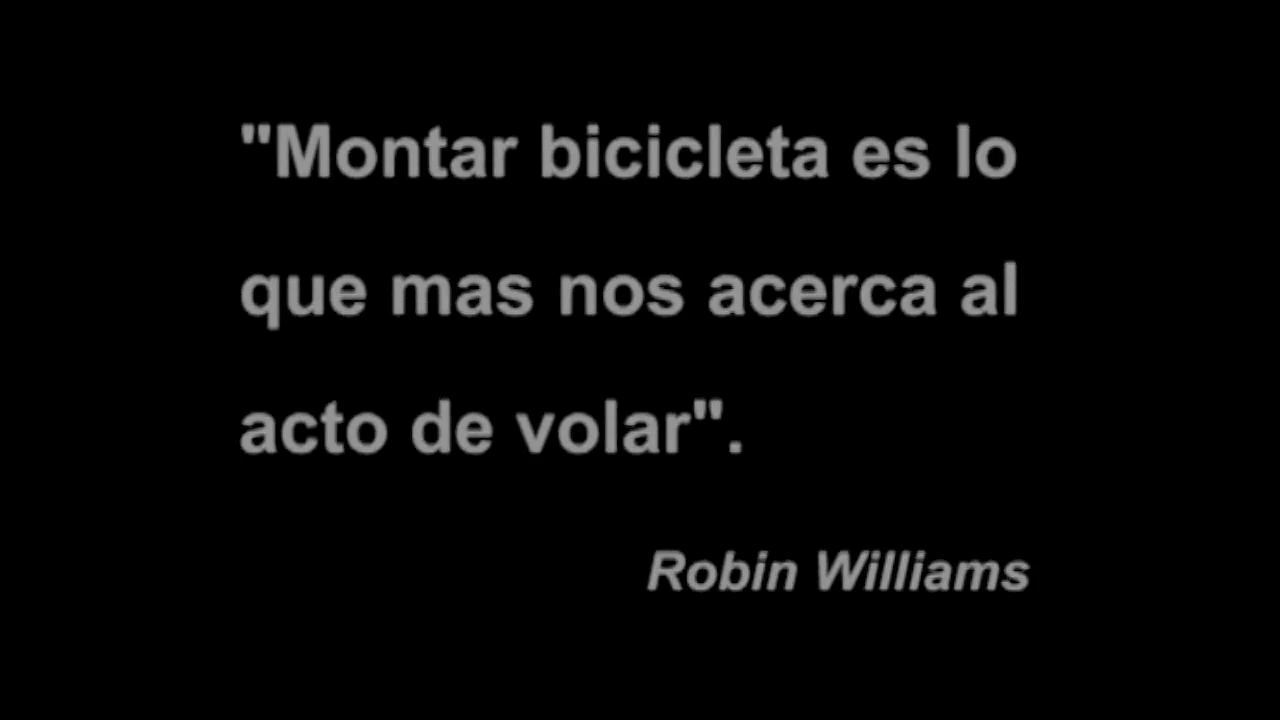 "Montar bicicleta es lo
que mas nos acerca al
acto de volar".
Robin Williams